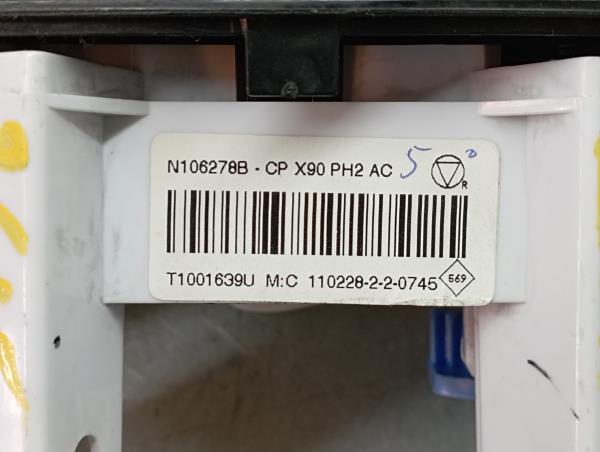 N106278B - CP X90 PH2 AC 5
R
T1001639U M:C 110228-2-2-0745 569